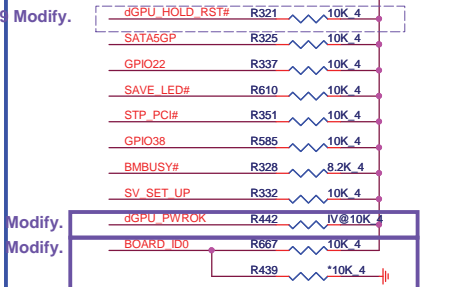 9 Modify.
dGPU_HOLD_RST# R321 10K_4
SATA5GP R325 10K_4
GPIO22 R337 10K_4
SAVE_LED# R610 10K_4
STP_PCI# R351 10K_4
GPIO38 R585 10K_4
BMBUSY# R328 8.2K_4
SV_SET_UP R332 10K_4
Modify. dGPU_PWROK R442 IV@10K_4
Modify. BOARD_ID0 R667 10K_4
R439 *10K_4